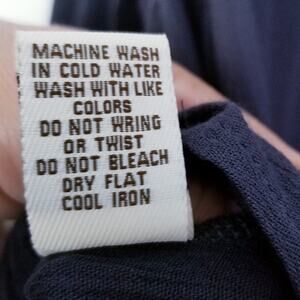 MACHINE WASH
IN COLD WATER
WASH WITH LIKE
COLORS
DO NOT WRING
OR TWIST
DO NOT BLEACH
DRY FLAT
COOL IRON